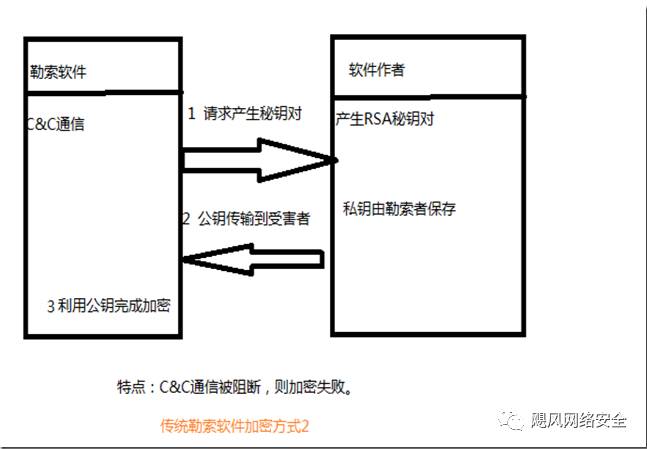 勒索软件
软件作者
C&C通信
1 请求产生秘钥对
产生RSA秘钥对
私钥由勒索者保存
2 公钥传输到受害者
3利用公钥完成加密
特点：C&C通信被阻断，则加密失败。
传统勒索软件加密方式2
飓风网络安全